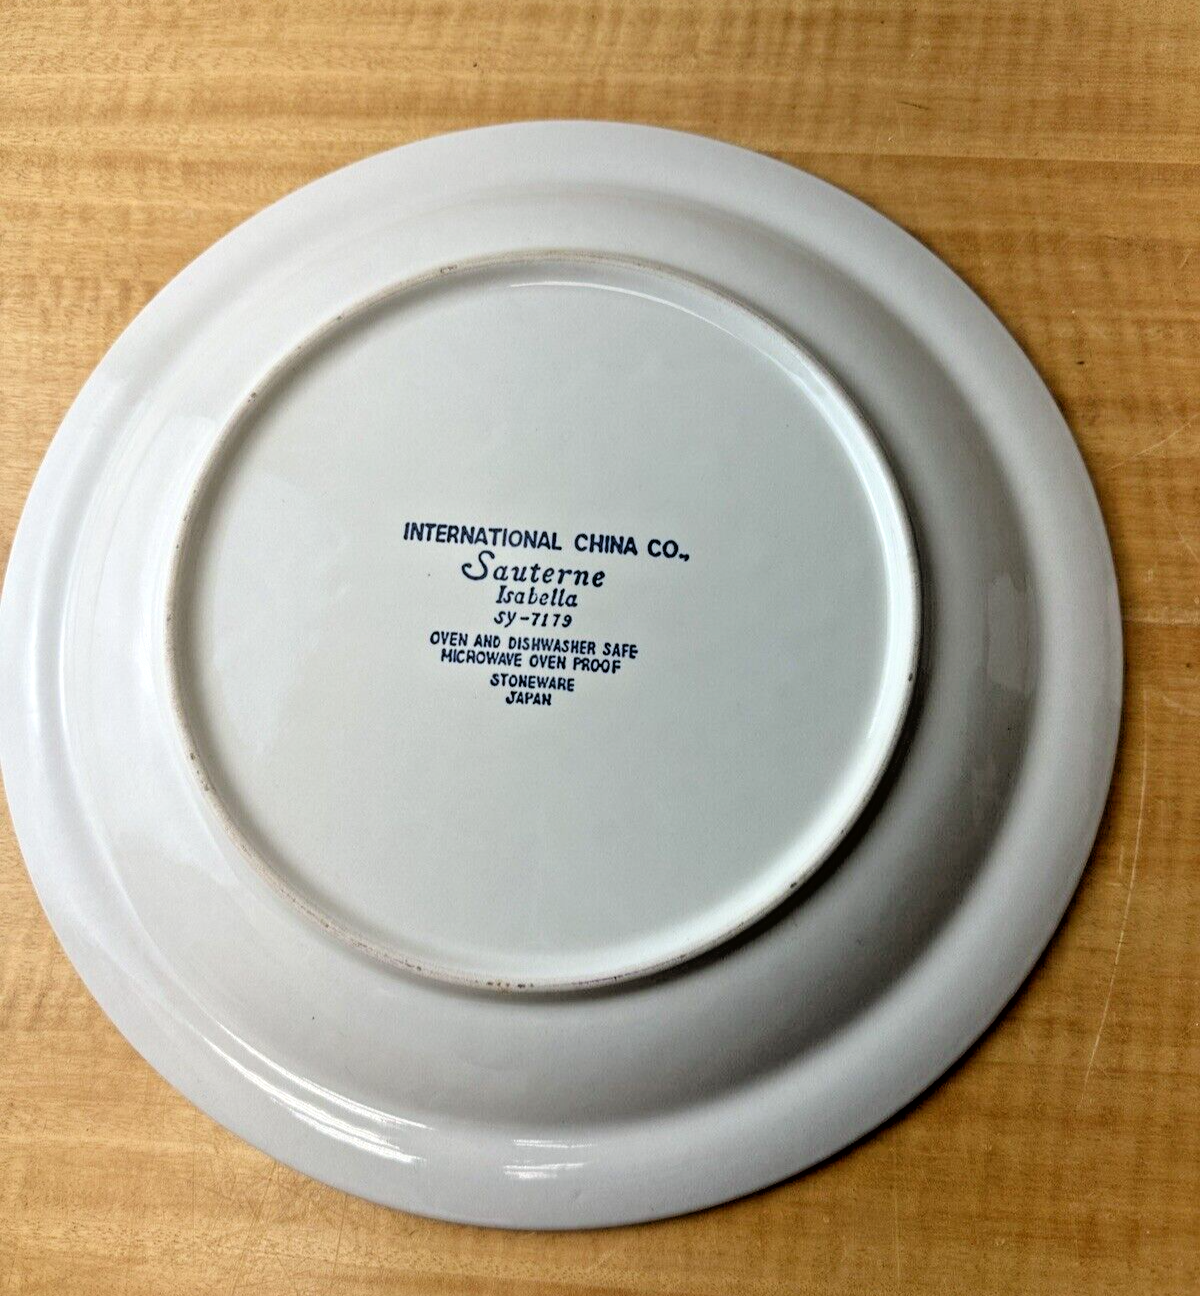 INTERNATIONAL CHINA CO.,
Sauterne
Isabella
SY-7179
OVEN AND DISHWASHER SAFE
MICROWAVE OVEN PROOF
STONEWARE
JAPAN